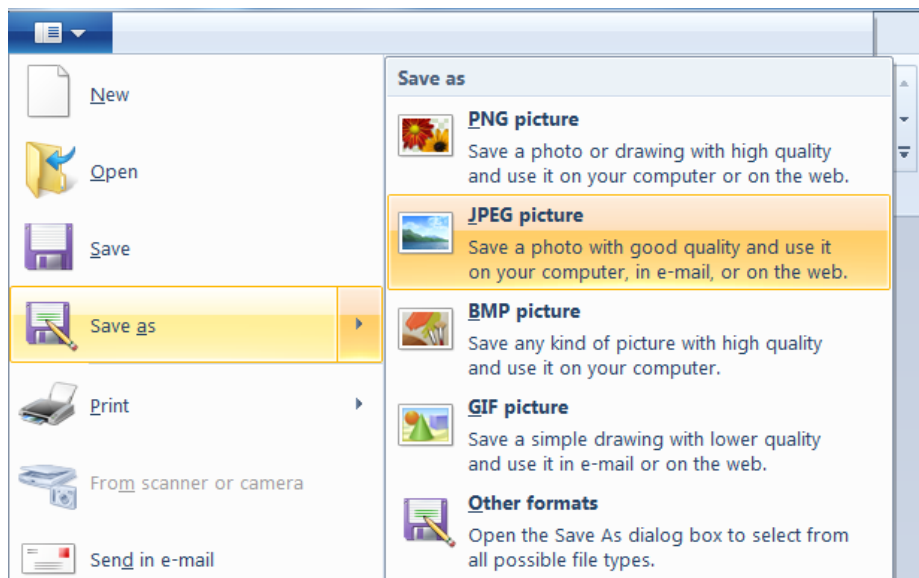 New
Open
Save
Save as
Print
From scanner or camera
Send in e-mail
Save as
PNG picture
Save a photo or drawing with high quality
and use it on your computer or on the web.
JPEG picture
Save a photo with good quality and use it
on your computer, in e-mail, or on the web.
BMP picture
Save any kind of picture with high quality
and use it on your computer.
GIF picture
Save a simple drawing with lower quality
and use it in e-mail or on the web.
Other formats
Open the Save As dialog box to select from
all possible file types.